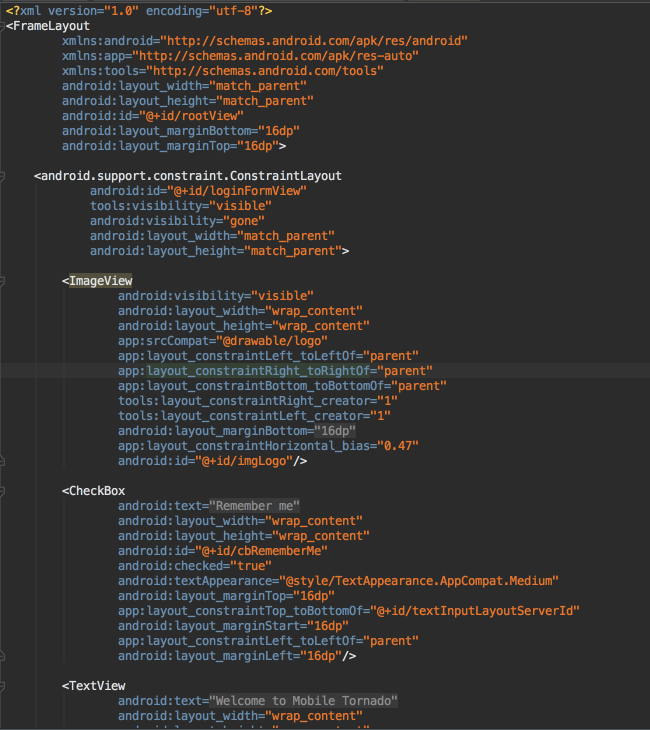 <?xml version="1.0" encoding="utf-8"?>
<FrameLayout
xmlns:android="http://schemas.android.com/apk/res/android"
xmlns:app="http://schemas.android.com/apk/res-auto"
xmlns:tools="http://schemas.android.com/tools"
android:layout_width="match_parent"
android:layout_height="match_parent"
android:id="@+id/rootView"
android:layout_marginBottom="16dp"
android:layout_marginTop="16dp">
<android.support.constraint.ConstraintLayout
android:id="@+id/loginFormView"
tools:visibility="visible"
android:visibility="gone"
android:layout_width="match_parent"
android:layout_height="match_parent">
<ImageView
android:visibility="visible"
android:layout_width="wrap_content"
android:layout_height="wrap_content"
app:srcCompat="@drawable/logo"
app:layout_constraintLeft_toLeftOf="parent"
app:layout_constraintRight_toRightOf="parent"
app:layout_constraintBottom_toBottomOf="parent"
tools:layout_constraintRight_creator="1"
tools:layout_constraintLeft_creator="1"
android:layout_marginBottom="16dp"
app:layout_constraintHorizontal_bias="0.47"
android:id="@+id/imgLogo"/>
<CheckBox
android:text="Remember me"
android:layout_width="wrap_content"
android:layout_height="wrap_content"
android:id="@+id/cbRememberMe"
android:checked="true"
android:textAppearance="@style/TextAppearance.AppCompat.Medium"
android:layout_marginTop="16dp"
app:layout_constraintTop_toBottomOf="@+id/textInputLayoutServerId"
android:layout_marginStart="16dp"
app:layout_constraintLeft_toLeftOf="parent"
android:layout_marginLeft="16dp"/>
<TextView
android:text="Welcome to Mobile Tornado"
android:layout_width="wrap_content"